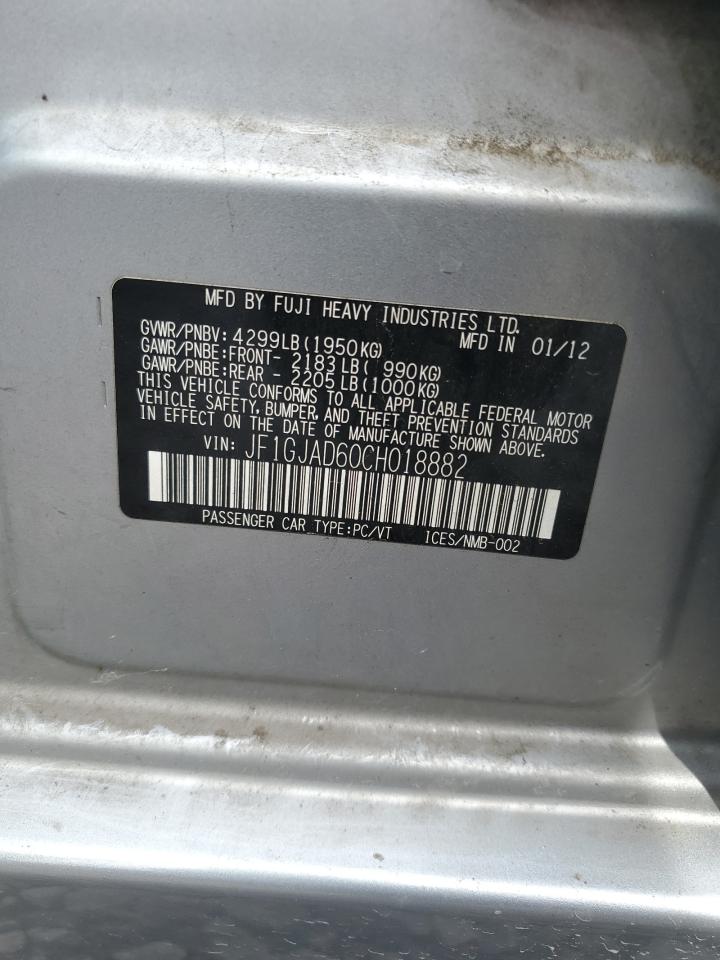 MFD BY FUJI HEAVY INDUSTRIES LTD.
GVWR/PNBV: 4299LB(1950KG) MFD IN 01/12
GAWR/PNBE:FRONT- 2183LB( 990KG)
GAWR/PNBE:REAR - 2205LB(1000KG)
THIS VEHICLE CONFORMS TO ALL APPLICABLE FEDERAL MOTOR
VEHICLE SAFETY, BUMPER, AND THEFT PREVENTION STANDARDS
IN EFFECT ON THE DATE OF MANUFACTURE SHOWN ABOVE.
VIN: JF1GJAD60CH018882
PASSENGER CAR TYPE:PC/VT ICES/NMB-002